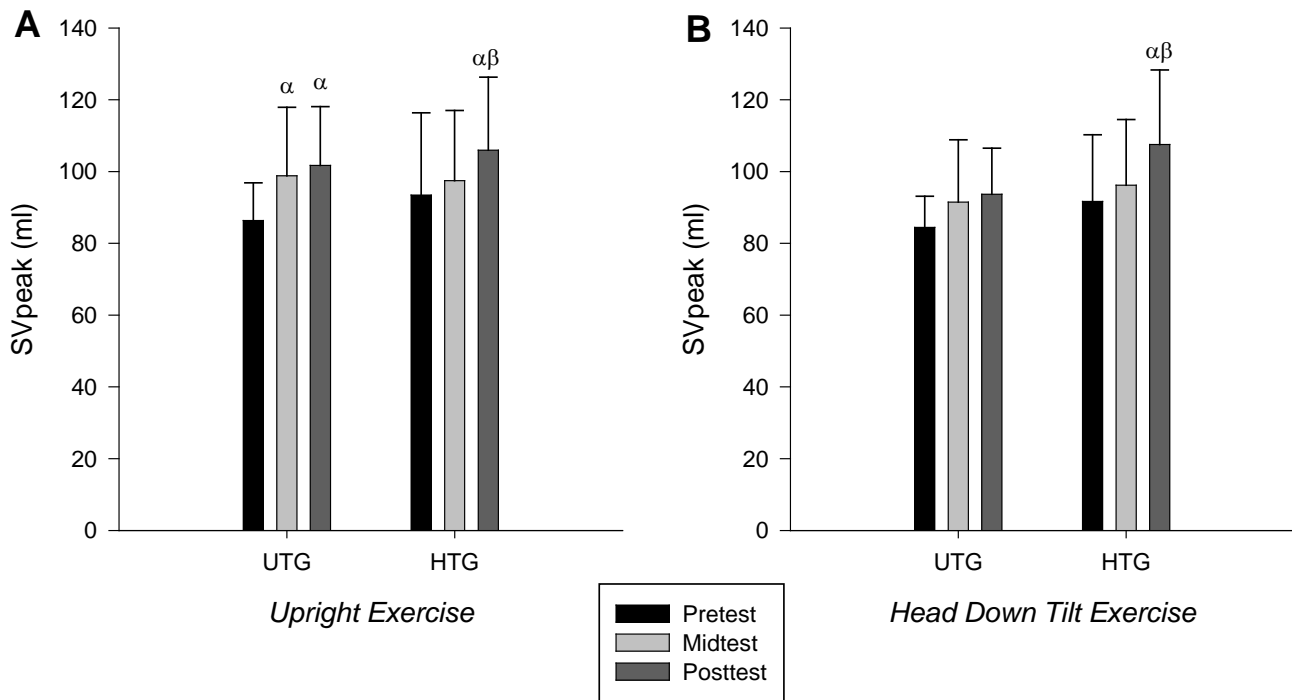 A
SVpeak (ml)
140
120
100
80
60
40
20
0
α
α
αβ
UTG
HTG
Upright Exercise
B
SVpeak (ml)
140
120
100
80
60
40
20
0
αβ
UTG
HTG
Head Down Tilt Exercise
Pretest
Midtest
Posttest